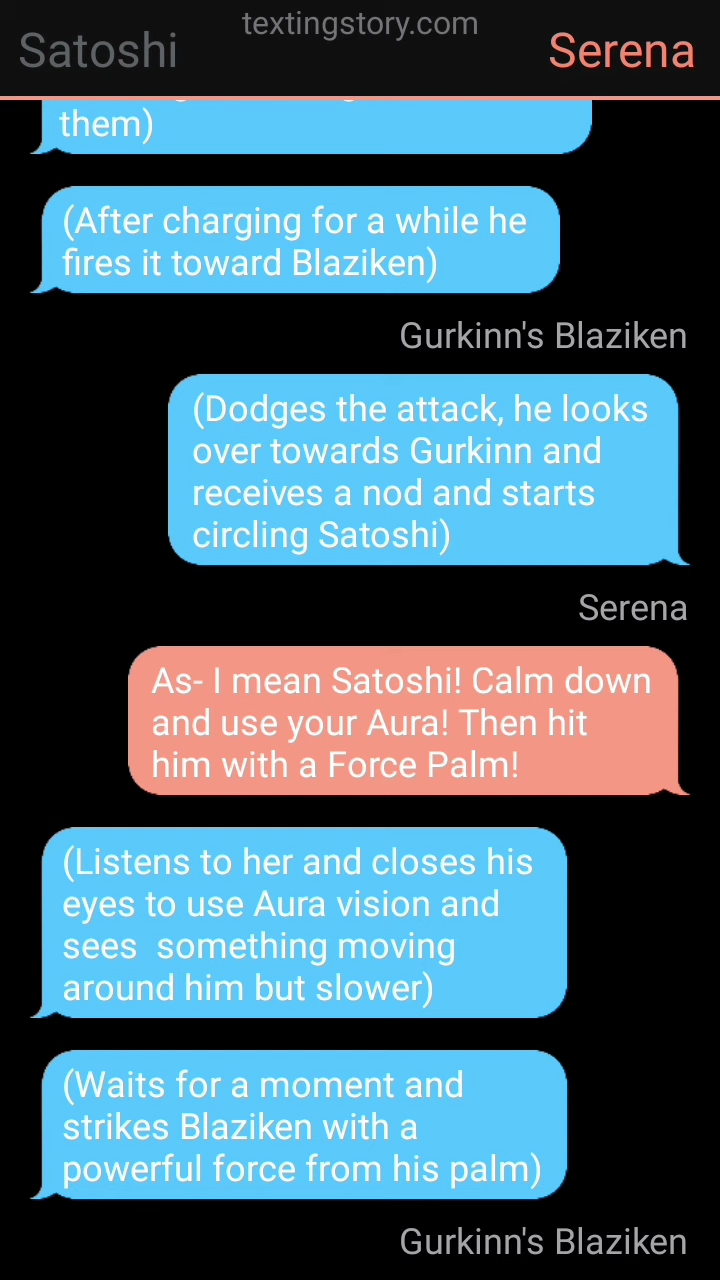 textingstory.com
Satoshi
Serena
them)
(After charging for a while he
fires it toward Blaziken)
Gurkinn's Blaziken
(Dodges the attack, he looks
over towards Gurkinn and
receives a nod and starts
circling Satoshi)
Serena
As- I mean Satoshi! Calm down
and use your Aura! Then hit
him with a Force Palm!
(Listens to her and closes his
eyes to use Aura vision and
sees  something moving
around him but slower)
(Waits for a moment and
strikes Blaziken with a
powerful force from his palm)
Gurkinn's Blaziken